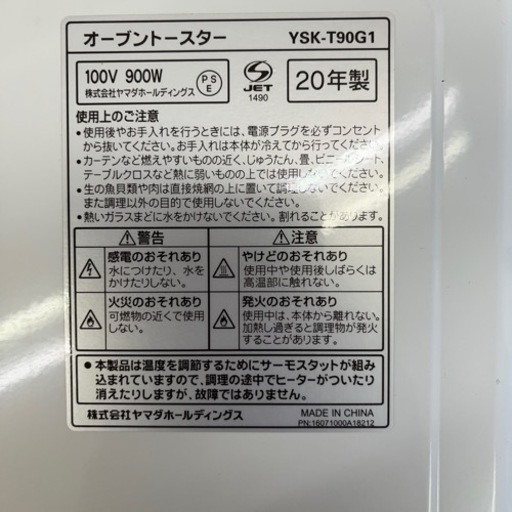 オーブントースター YSK-T90G1
100V 900W
株式会社ヤマダホールディングス
PS
E
JET
1490
20年製
使用上のご注意
●使用後やお手入れを行うときには、電源プラグを必ずコンセント
から抜いてください。お手入れは本体が冷えてから行ってください。
●カーテンなど燃えやすいものの近く、じゅうたん、畳、ビニールシート、
テーブルクロスなど熱に弱いものの上では使用しないでください。
●生の魚貝類や肉は直接焼網の上に置いて調理しないでください。
また調理以外の目的で使用しないでください。
●熱いガラスまどに水をかけないでください。割れることがあります。
警告
感電のおそれあり
水につけたり、水を
かけたりしない。
火災のおそれあり
可燃物の近くで使用
しない。
注意
やけどのおそれあり
使用中や使用後しばらくは
高温部に触れない。
発火のおそれあり
使用中は、本体から離れない。
加熱し過ぎると調理物が発火
することがあります。
●本製品は温度を調節するためにサーモスタットが組み
込まれていますので、調理の途中でヒーターがついたり
消えたりしますが、故障ではありません。
株式会社ヤマダホールディングス
MADE IN CHINA
PN:16071000A18212